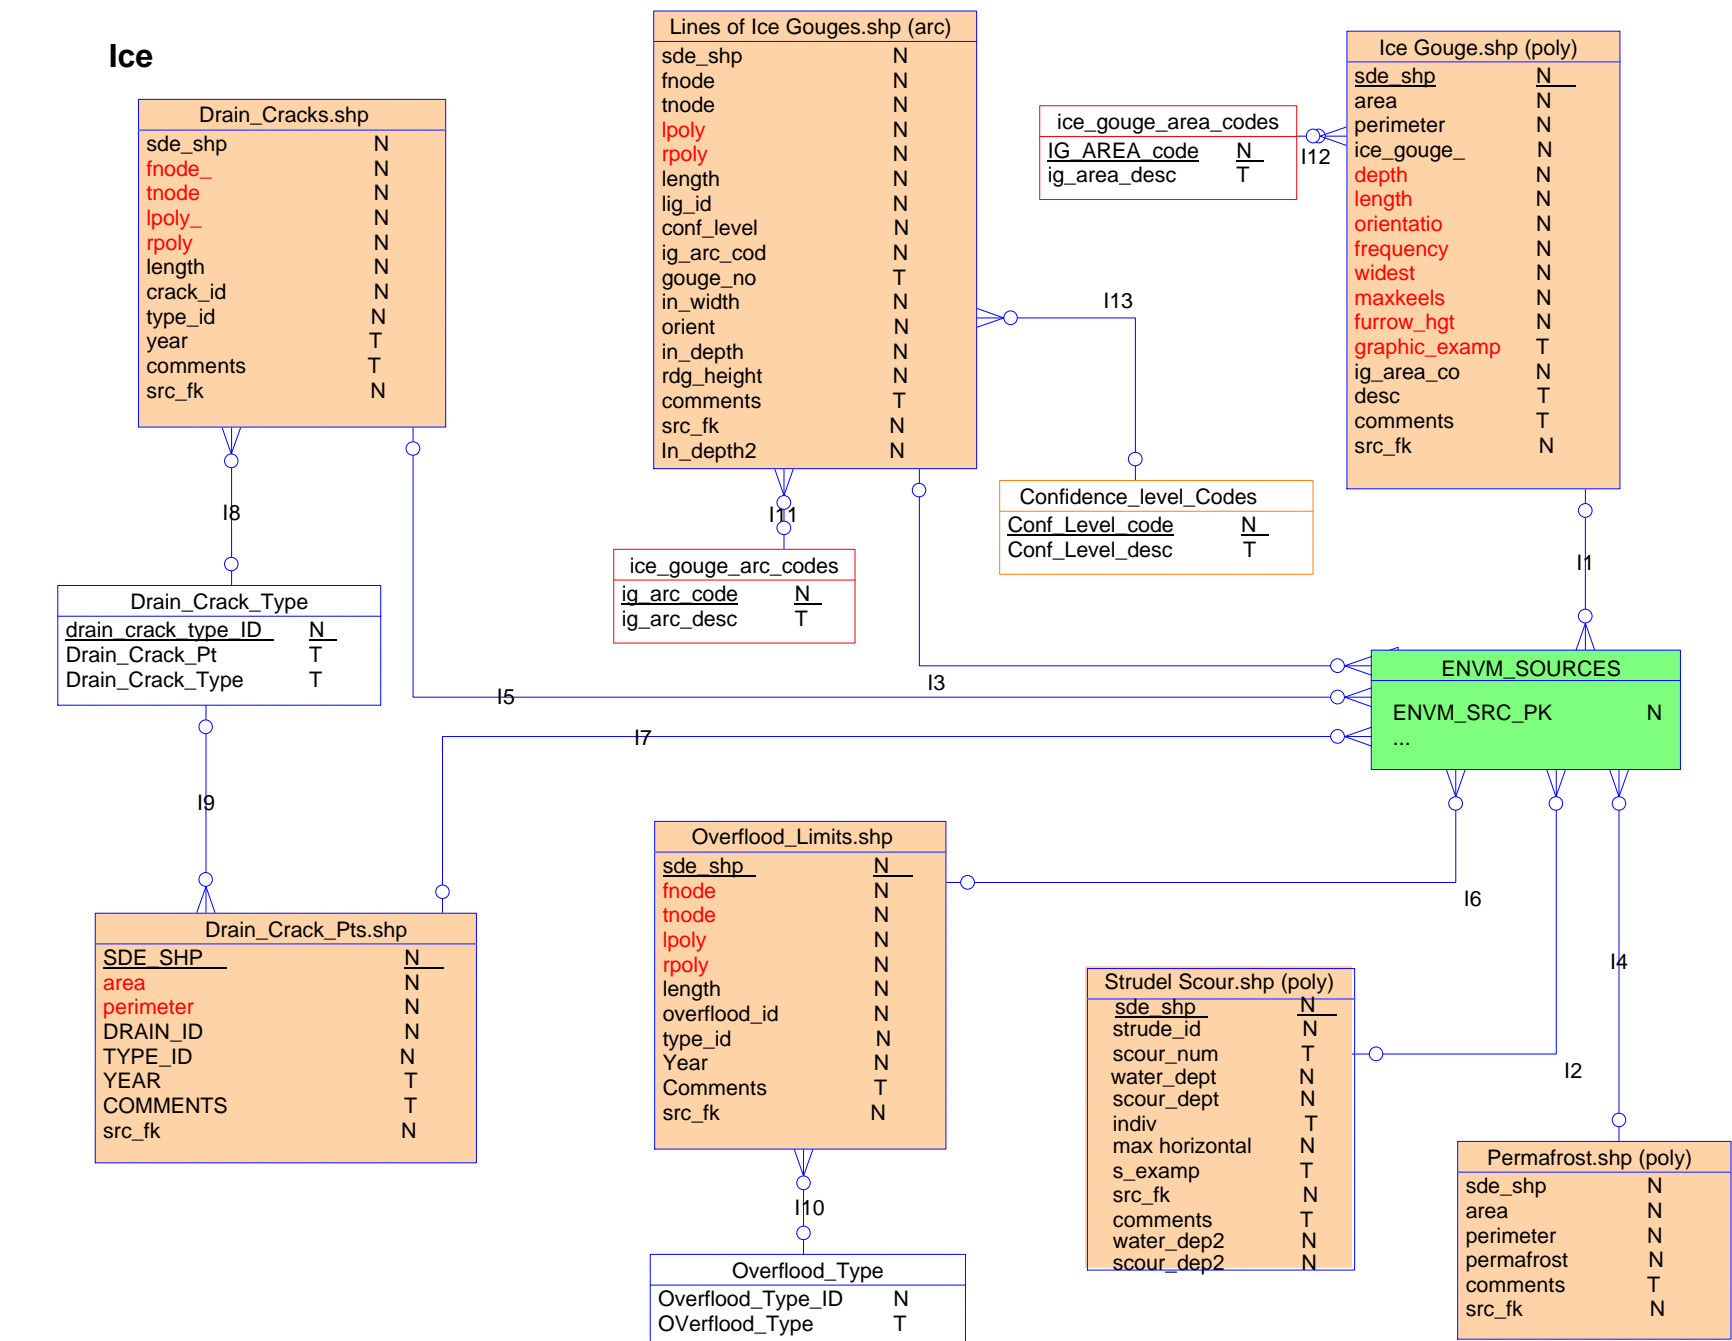 Ice
Drain_Cracks.shp
sde_shp N
fnode_ N
tnode N
lpoly_ N
rpoly N
length N
crack_id N
type_id N
year T
comments T
src_fk N
Lines of Ice Gouges.shp (arc)
sde_shp N
fnode N
tnode N
lpoly N
rpoly N
length N
lig_id N
conf_level N
ig_arc_cod N
gouge_no T
in_width N
orient N
in_depth N
rdg_height N
comments T
src_fk N
In_depth2 N
ice_gouge_area_codes
IG_AREA_code N
ig_area_desc T
I12
Ice Gouge.shp (poly)
sde_shp N
area N
perimeter N
ice_gouge_ N
depth N
length N
orientatio N
frequency N
widest N
maxkeels N
furrow_hgt N
graphic_examp T
ig_area_co N
desc T
comments T
src_fk N
I13
Confidence_level_Codes
Conf_Level_code N
Conf_Level_desc T
I8
I11
ice_gouge_arc_codes
ig_arc_code N
ig_arc_desc T
I1
Drain_Crack_Type
drain_crack_type_ID N
Drain_Crack_Pt T
Drain_Crack_Type T
ENVM_SOURCES
ENVM_SRC_PK N
...
I3
I5
I7
I9
Drain_Crack_Pts.shp
SDE_SHP N
area N
perimeter N
DRAIN_ID N
TYPE_ID N
YEAR T
COMMENTS T
src_fk N
Overflood_Limits.shp
sde_shp N
fnode N
tnode N
lpoly N
rpoly N
length N
overflood_id N
type_id N
Year N
Comments T
src_fk N
I6
I4
I2
Strudel Scour.shp (poly)
sde_shp N
strude_id N
scour_num T
water_dept N
scour_dept N
indiv T
max horizontal N
s_examp T
src_fk N
comments T
water_dep2 N
scour_dep2 N
Permafrost.shp (poly)
sde_shp N
area N
perimeter N
permafrost N
comments T
src_fk N
I10
Overflood_Type
Overflood_Type_ID N
OVerflood_Type T